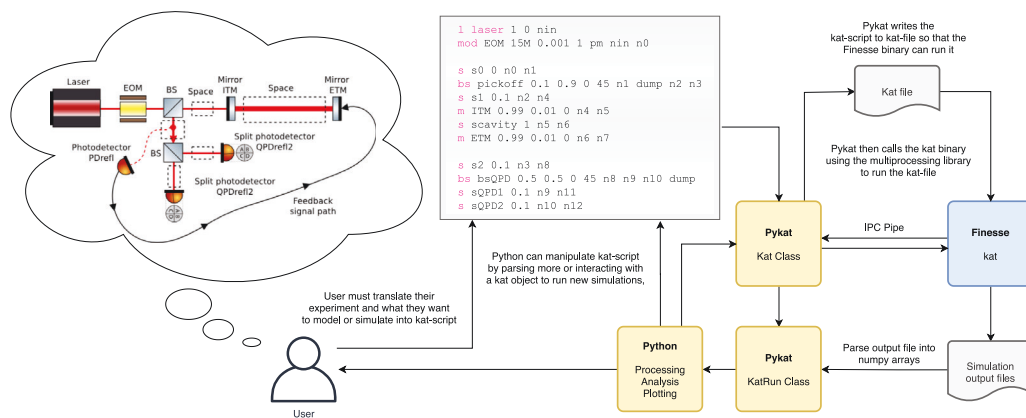 Laser
EOM
BS
Space
Mirror
ITM
Space
Mirror
ETM
Photodetector
PDrefl
BS
Space
Split photodetector
QPDrefl2
A B
C D
Split photodetector
QPDrefl2
A B
C D
Feedback
signal path
l laser 1 0 nin
mod EOM 15M 0.001 1 pm nin n0
s s0 0 n0 n1
bs pickoff 0.1 0.9 0 45 n1 dump n2 n3
s s1 0.1 n2 n4
m ITM 0.99 0.01 0 n4 n5
s scavity 1 n5 n6
m ETM 0.99 0.01 0 n6 n7
s s2 0.1 n3 n8
bs bsQPD 0.5 0.5 0 45 n8 n9 n10 dump
s sQPD1 0.1 n9 n11
s sQPD2 0.1 n10 n12
Pykat writes the
kat-script to kat-file so that the
Finesse binary can run it
Kat file
Pykat then calls the kat binary
using the multiprocessing library
to run the kat-file
Pykat
Kat Class
IPC Pipe
Finesse
kat
Python can manipulate kat-script
by parsing more or interacting with
a kat object to run new simulations,
User must translate their
experiment and what they want
to model or simulate into kat-script
User
Python
Processing
Analysis
Plotting
Pykat
KatRun Class
Parse output file into
numpy arrays
Simulation
output files